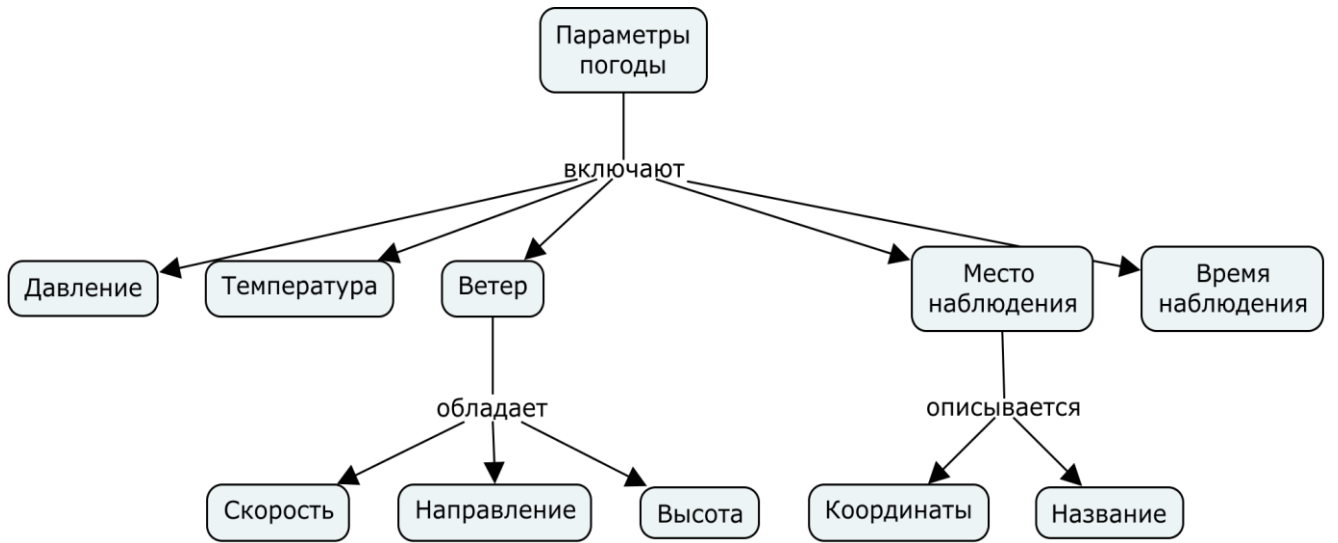 Параметры
погоды
включают
Давление
Температура
Ветер
Место
наблюдения
Время
наблюдения
обладает
описывается
Скорость
Направление
Высота
Координаты
Название